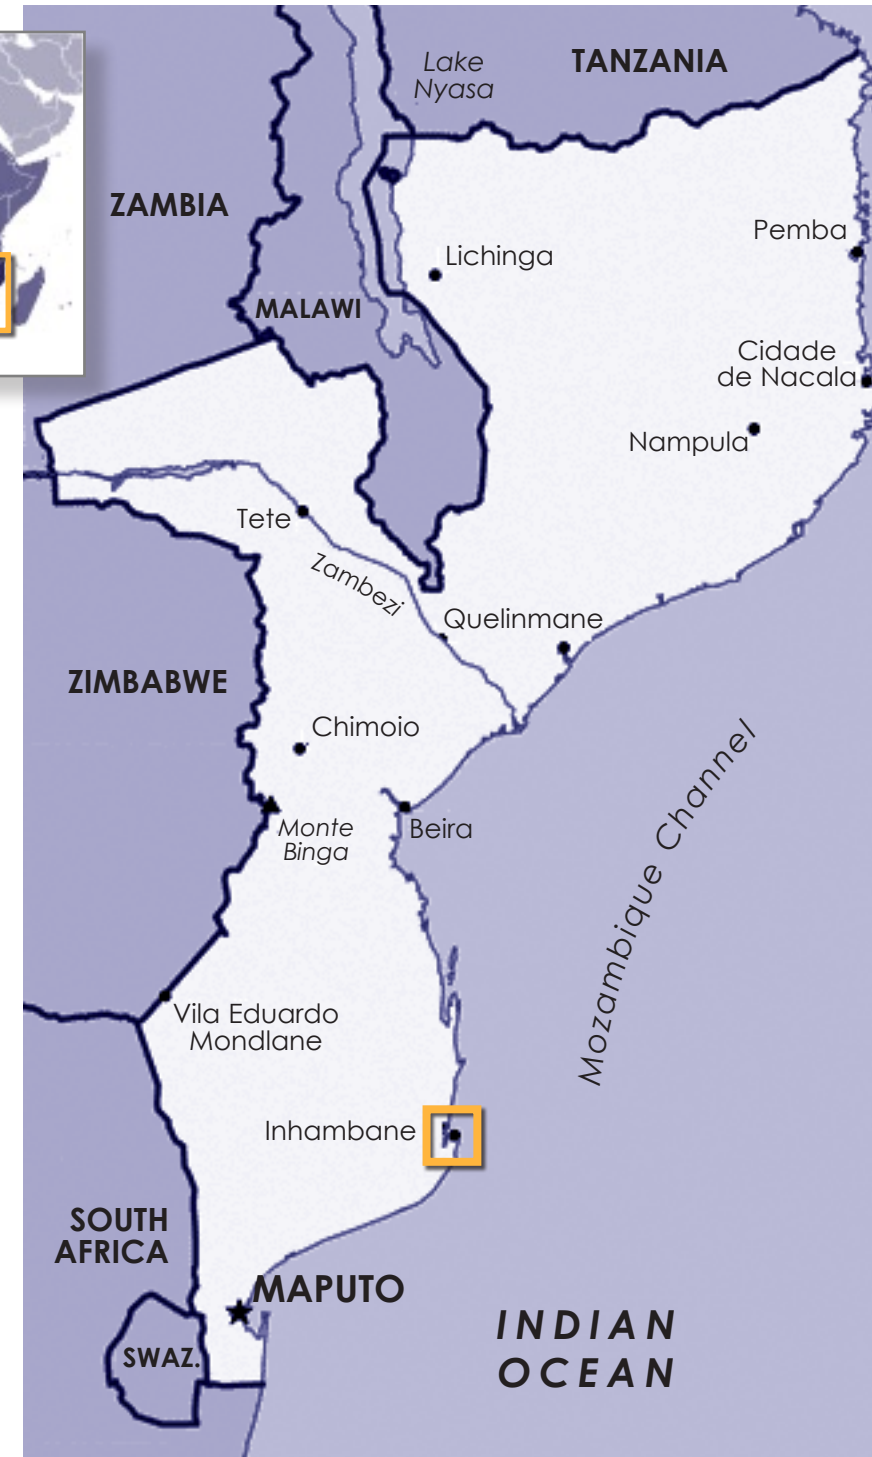 Lake
Nyasa
TANZANIA
ZAMBIA
Pemba
Lichinga
MALAWI
Cidade
de Nacala
Nampula
Tete
Zambezi
Quelinmane
ZIMBABWE
Chimoio
Mozambique Channel
Monte
Binga
Beira
Vila Eduardo
Mondlane
Inhambane
SOUTH
AFRICA
MAPUTO
INDIAN
OCEAN
SWAZ.